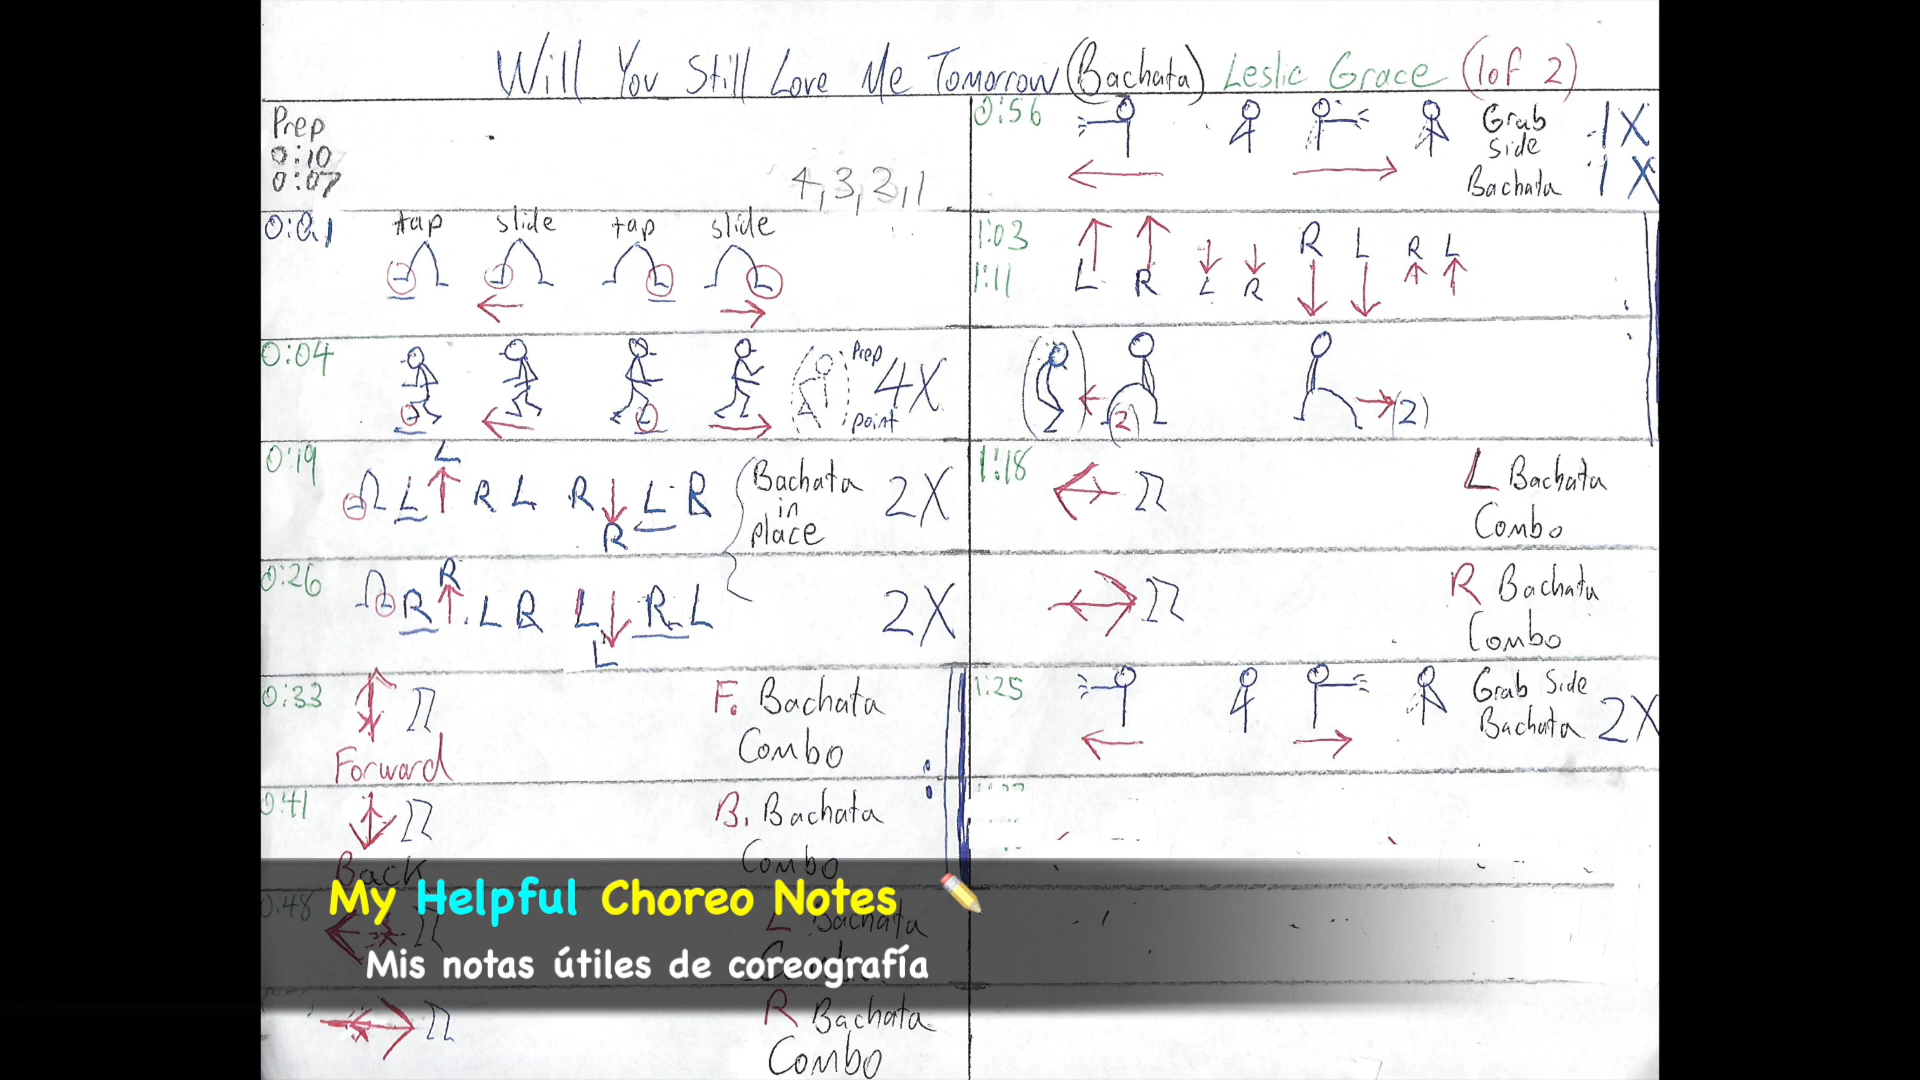 Will You Still Love Me Tomorrow (Bachata) Leslie Grace (1of 2)
Prep
0:10
0:07
4, 3, 2, 1
0:01 tap slide tap slide
0:04 Prep point 4X
0:19 L L R L R R L R Bachata in place 2X
0:26 R R L R L L R L 2X
0:33 Forward F. Bachata Combo
0:41 Back B. Bachata Combo
0:48 L Bachata
R Bachata Combo
0:56 Grab side 1X
Bachata 1X
1:03 L R L R R L R L
1:11
(2) (2)
1:18 L Bachata Combo
R Bachata Combo
1:25 Grab Side Bachata 2X
My Helpful Choreo Notes
Mis notas útiles de coreografía